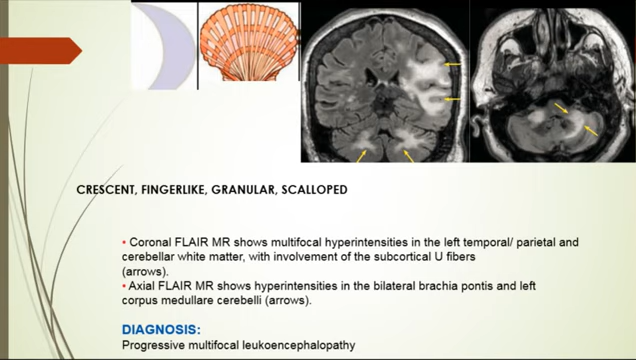 CRESCENT, FINGERLIKE, GRANULAR, SCALLOPED
• Coronal FLAIR MR shows multifocal hyperintensities in the left temporal/ parietal and
cerebellar white matter, with involvement of the subcortical U fibers
(arrows).
• Axial FLAIR MR shows hyperintensities in the bilateral brachia pontis and left
corpus medullare cerebelli (arrows).
DIAGNOSIS:
Progressive multifocal leukoencephalopathy